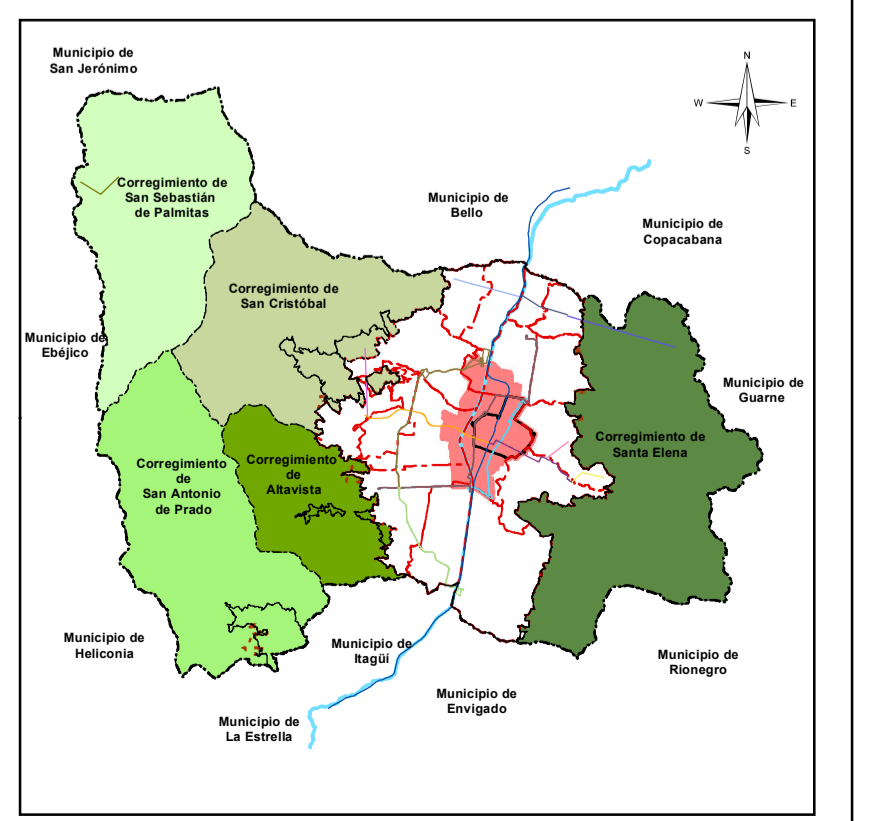 Municipio de
San Jerónimo
N
W
E
S
Corregimiento de
San Sebastián
de Palmitas
Municipio de
Bello
Municipio de
Copacabana
Corregimiento de
San Cristóbal
Municipio de
Ebéjico
Municipio de
Guarne
Corregimiento de
Santa Elena
Corregimiento
de
Altavista
Corregimiento
de
San Antonio
de Prado
Municipio de
Heliconia
Municipio de
Itagüí
Municipio de
Rionegro
Municipio de
Envigado
Municipio de
La Estrella